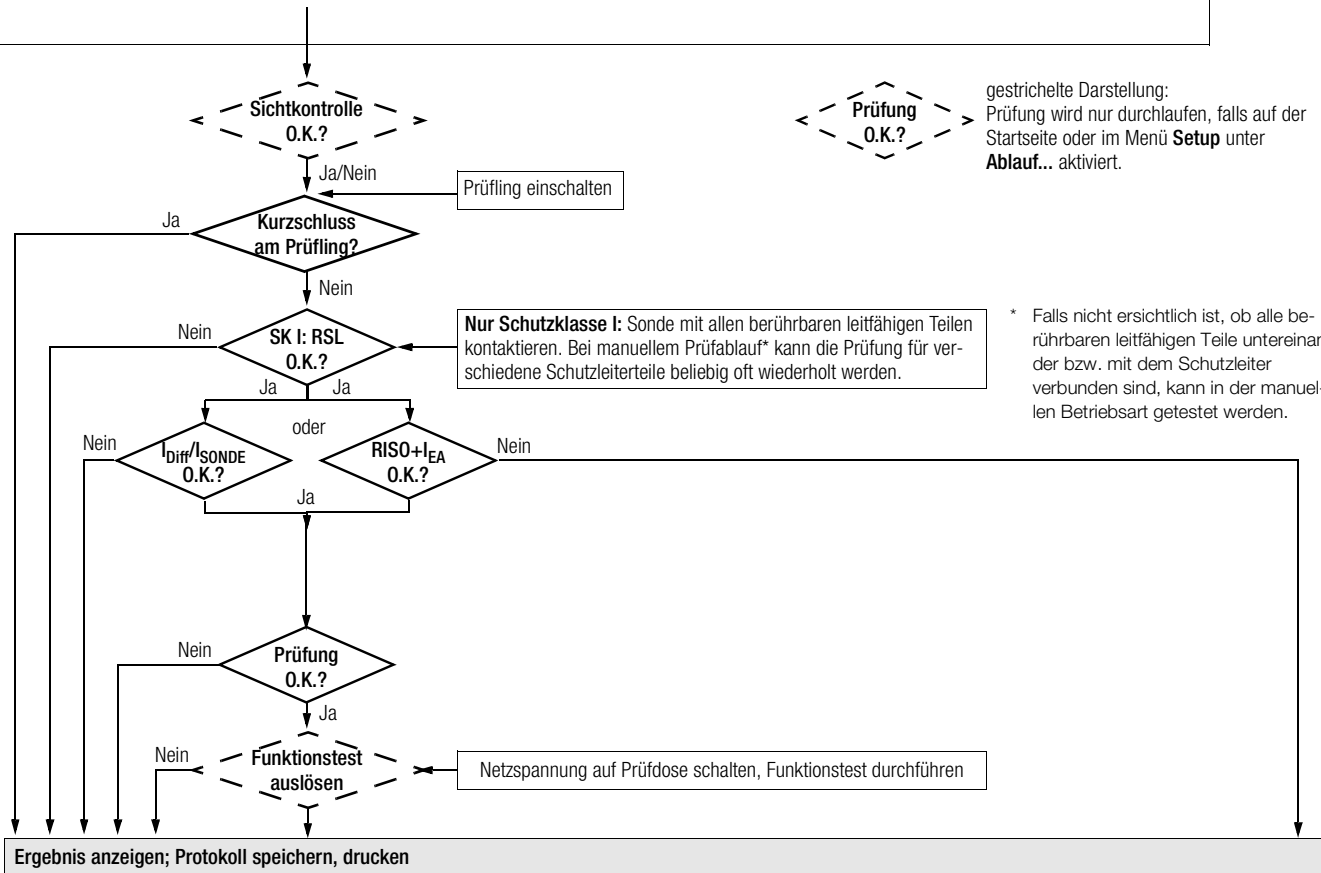 Sichtkontrolle
O.K.?
Prüfung
O.K.?
gestrichelte Darstellung:
Prüfung wird nur durchlaufen, falls auf der
Startseite oder im Menü Setup unter
Ablauf... aktiviert.
Ja/Nein
Prüfling einschalten
Ja
Kurzschluss
am Prüfling?
Nein
Nein
SK I: RSL
O.K.?
Nur Schutzklasse I: Sonde mit allen berührbaren leitfähigen Teilen
kontaktieren. Bei manuellem Prüfablauf* kann die Prüfung für ver-
schiedene Schutzleiterteile beliebig oft wiederholt werden.
* Falls nicht ersichtlich ist, ob alle be-
rührbaren leitfähigen Teile untereinan
der bzw. mit dem Schutzleiter
verbunden sind, kann in der manuel-
len Betriebsart getestet werden.
Ja Ja
oder
Nein
IDiff/ISONDE
O.K.?
RISO+IEA
O.K.?
Nein
Ja
Nein
Prüfung
O.K.?
Ja
Nein
Funktionstest
auslösen
Netzspannung auf Prüfdose schalten, Funktionstest durchführen
Ergebnis anzeigen; Protokoll speichern, drucken